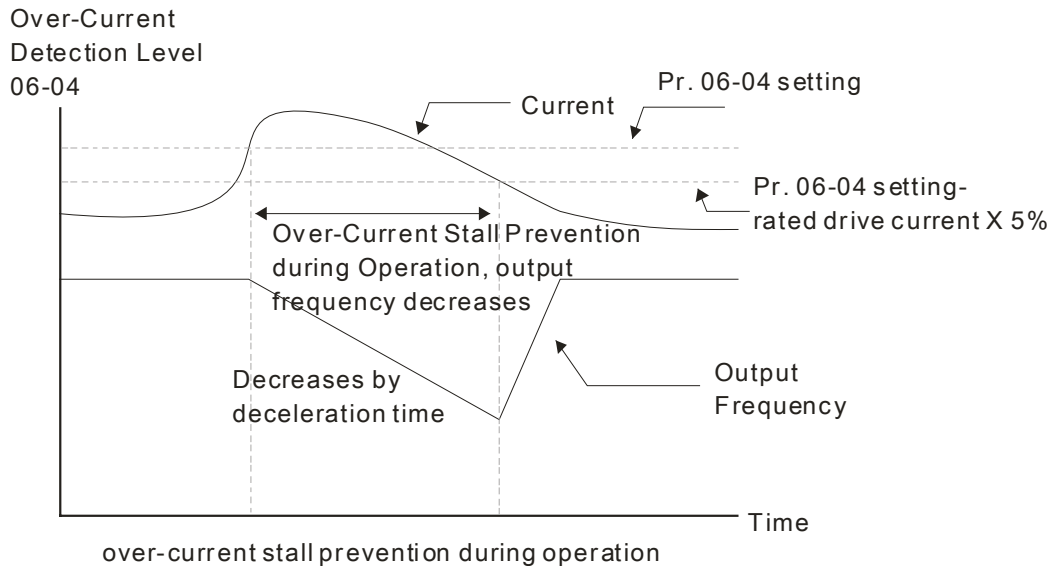 Over-Current
Detection Level
06-04
Pr. 06-04 setting
Current
Pr. 06-04 setting-
rated drive current X 5%
Over-Current Stall Prevention
during Operation, output
frequency decreases
Decreases by
deceleration time
Output
Frequency
Time
over-current stall prevention during operation